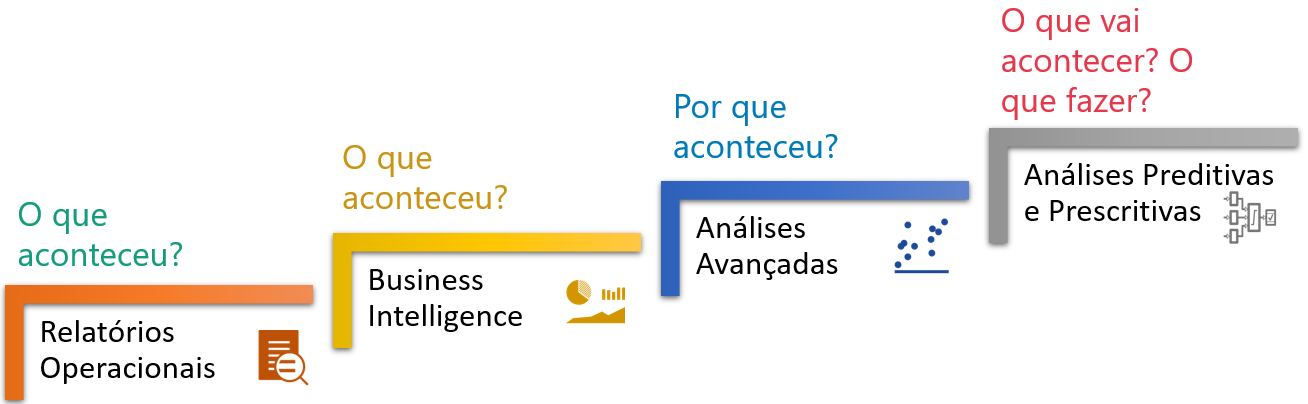 O que
aconteceu?
Relatórios
Operacionais
O que
aconteceu?
Business
Intelligence
Por que
aconteceu?
Análises
Avançadas
O que vai
acontecer? O
que fazer?
Análises Preditivas
e Prescritivas